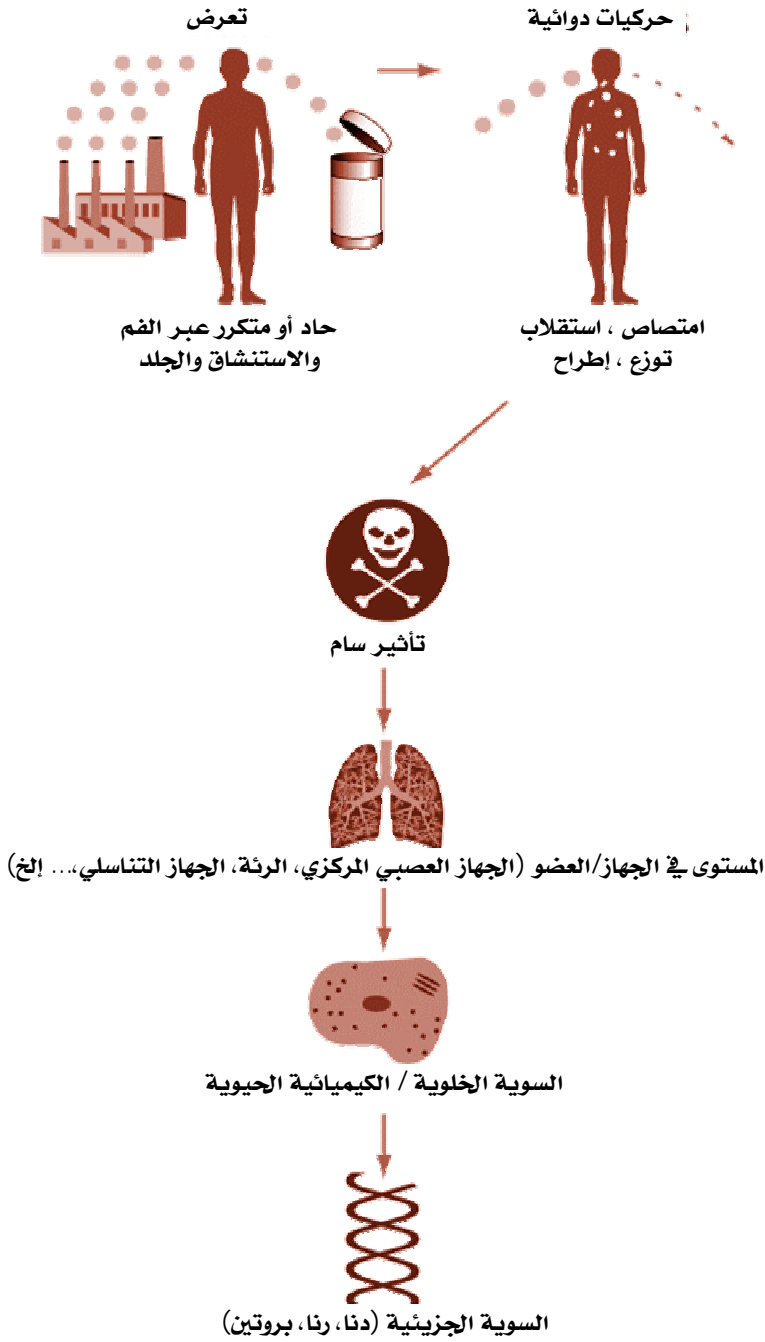 تعرض
حركيات دوائية
حاد أو متكرر عبر الفم
والاستنشاق والجلد
امتصاص ، استقلاب
توزع ، إطراح
تأثير سام
المستوى في الجهاز/العضو (الجهاز العصبي المركزي، الرئة، الجهاز التناسلي،... إلخ)
السوية الخلوية / الكيميائية الحيوية
السوية الجزيئية (دنا، رنا، بروتين)